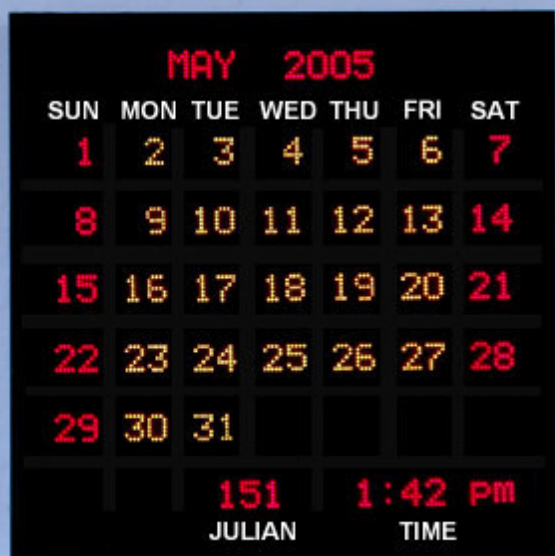 MAY 2005
SUN MON TUE WED THU FRI SAT
1 2 3 4 5 6 7
8 9 10 11 12 13 14
15 16 17 18 19 20 21
22 23 24 25 26 27 28
29 30 31
151 1:42 pm
JULIAN TIME